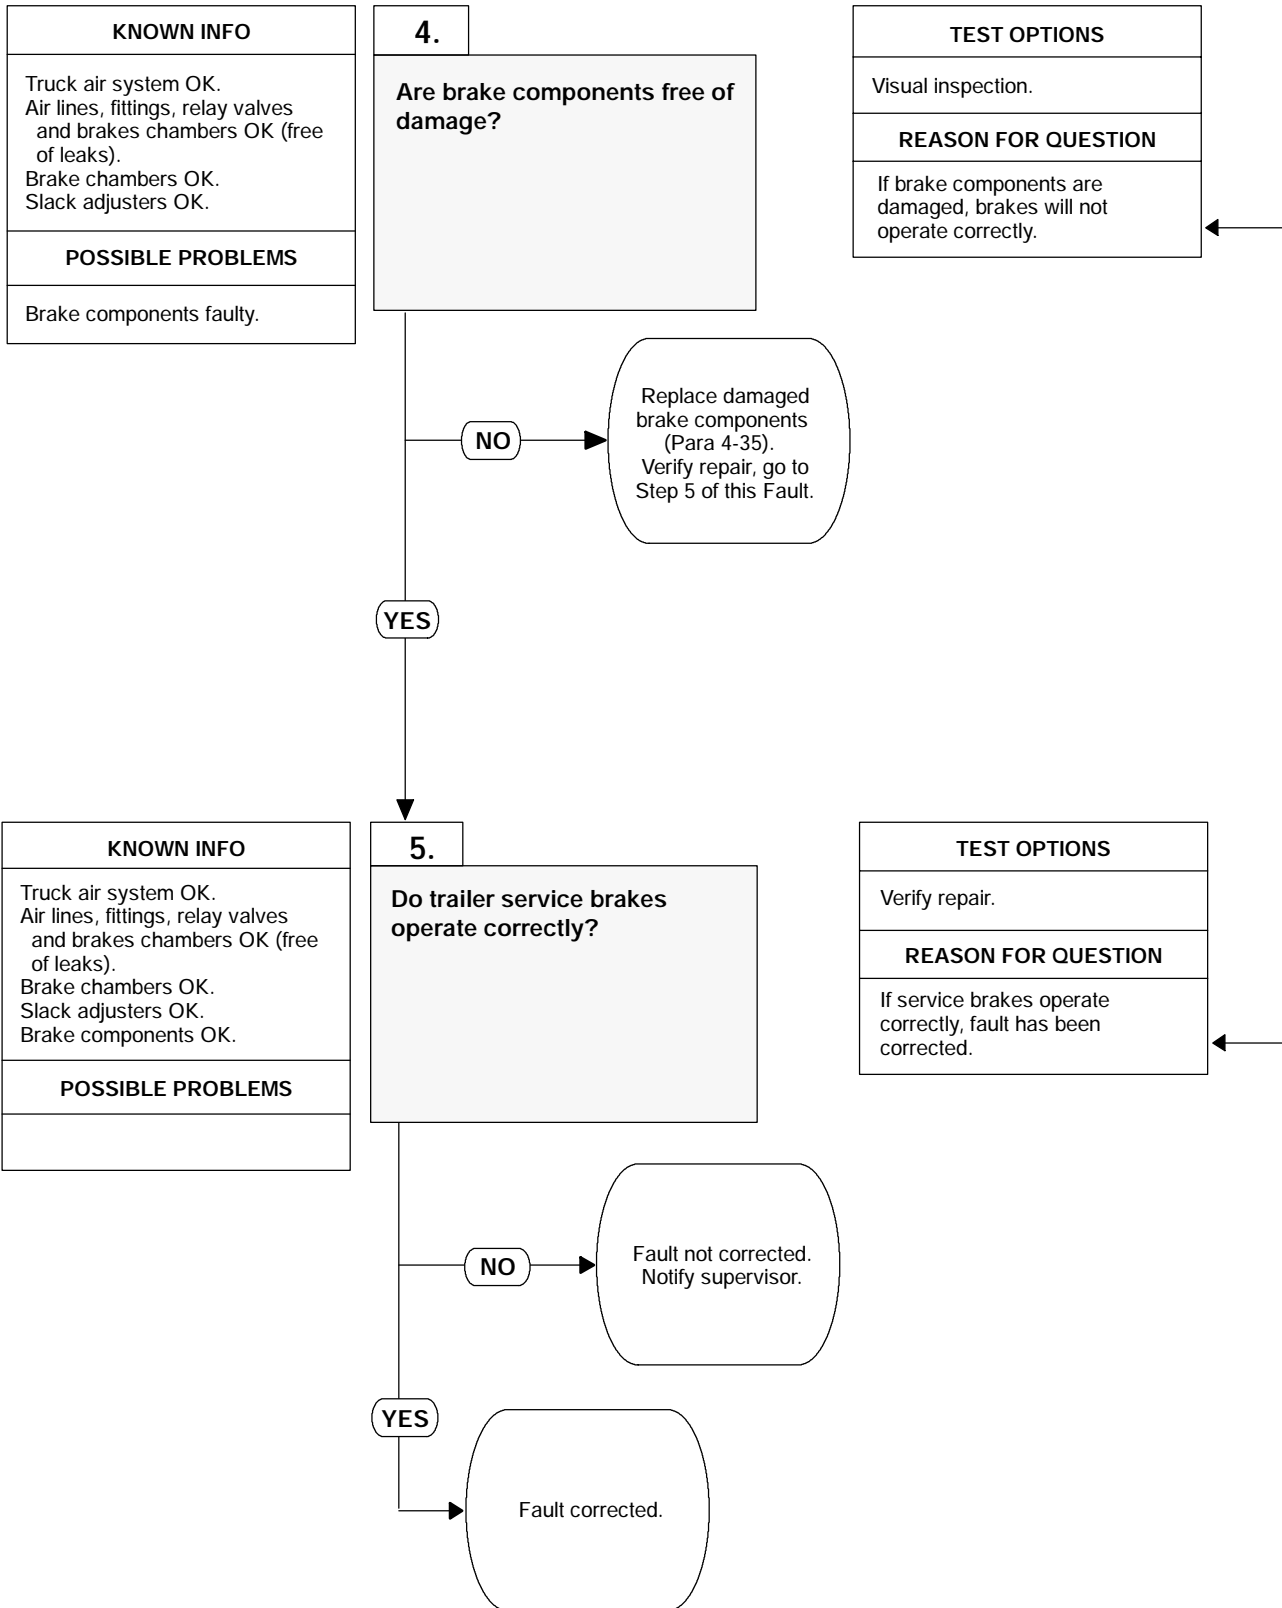 KNOWN INFO
Truck air system OK.
Air lines, fittings, relay valves
and brakes chambers OK (free
of leaks).
Brake chambers OK.
Slack adjusters OK.
POSSIBLE PROBLEMS
Brake components faulty.
4.
Are brake components free of
damage?
TEST OPTIONS
Visual inspection.
REASON FOR QUESTION
If brake components are
damaged, brakes will not
operate correctly.
NO
Replace damaged
brake components
(Para 4-35).
Verify repair, go to
Step 5 of this Fault.
YES
KNOWN INFO
Truck air system OK.
Air lines, fittings, relay valves
and brakes chambers OK (free
of leaks).
Brake chambers OK.
Slack adjusters OK.
Brake components OK.
POSSIBLE PROBLEMS
5.
Do trailer service brakes
operate correctly?
TEST OPTIONS
Verify repair.
REASON FOR QUESTION
If service brakes operate
correctly, fault has been
corrected.
NO
Fault not corrected.
Notify supervisor.
YES
Fault corrected.